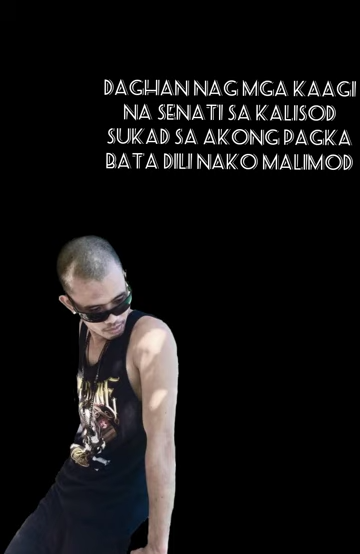 DAGHAN NAG MGA KAAGI
NA SENATI SA KALISOD
SUKAD SA AKONG PAGKA
BATA DILI NAKO MALIMOD